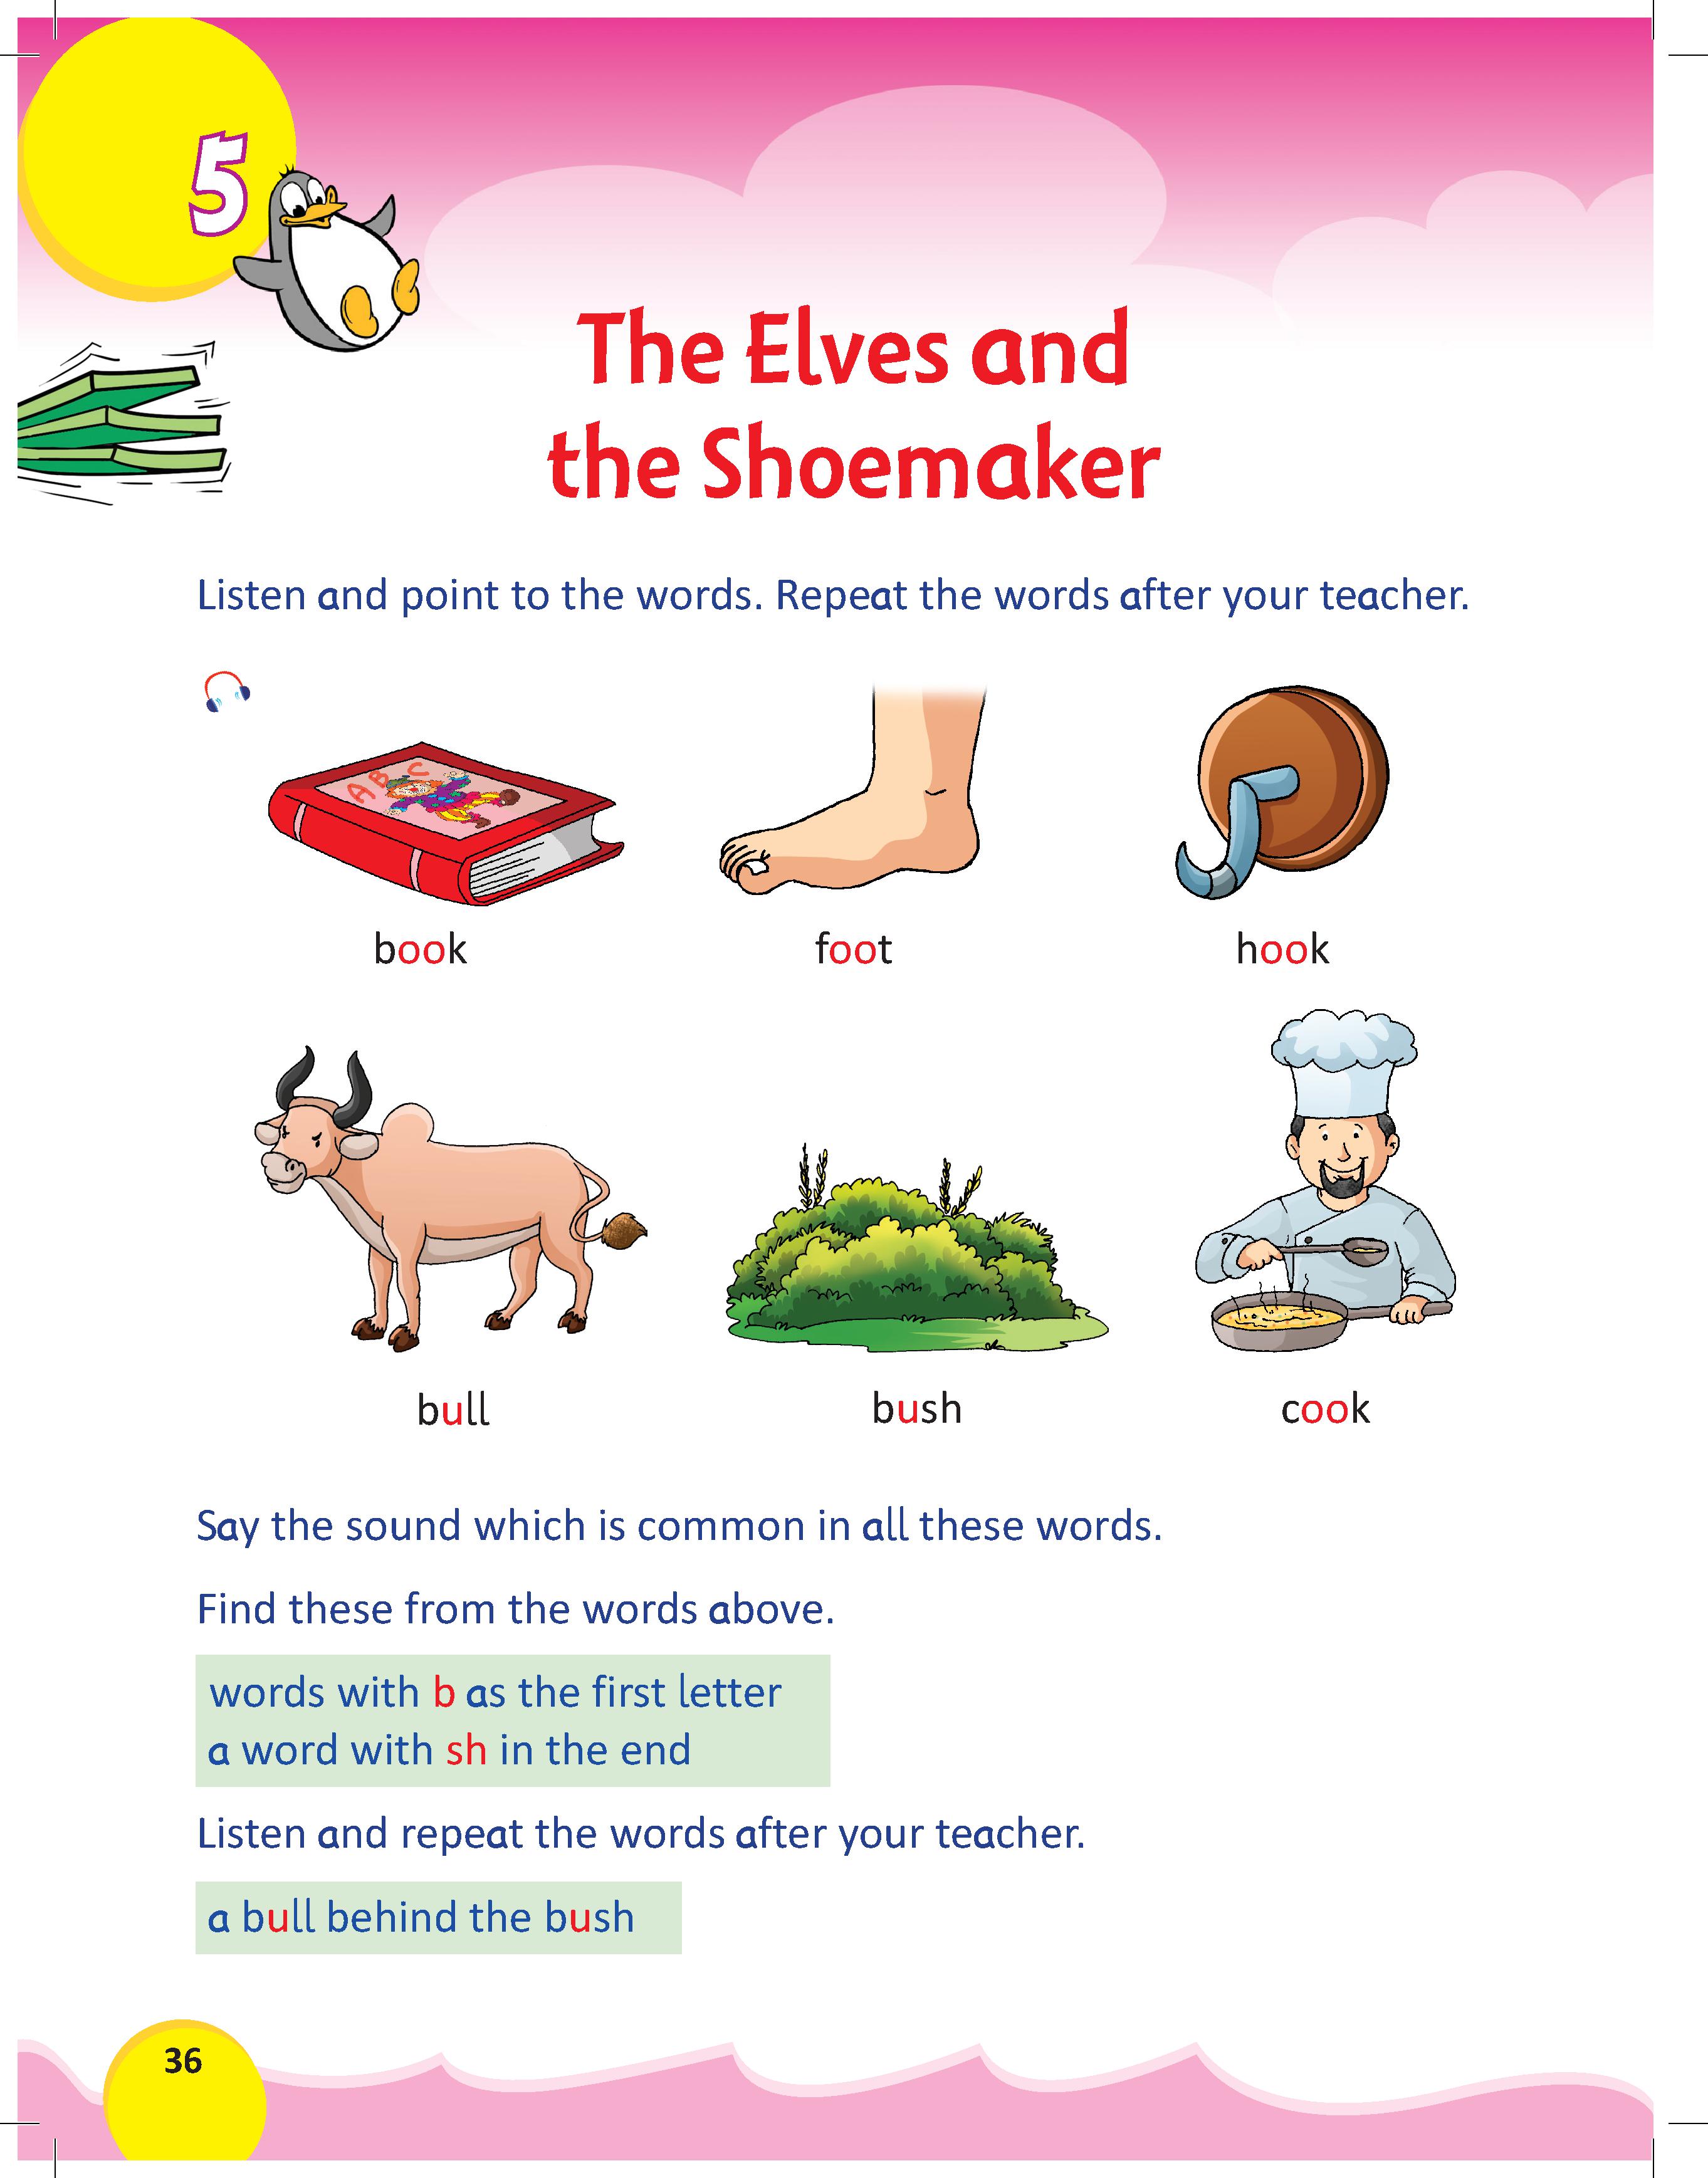 5
The Elves and
the Shoemaker
Listen and point to the words. Repeat the words after your teacher.
A B C
book foot hook
bull bush cook
Say the sound which is common in all these words.
Find these from the words above.
words with b as the first letter
a word with sh in the end
Listen and repeat the words after your teacher.
a bull behind the bush
36